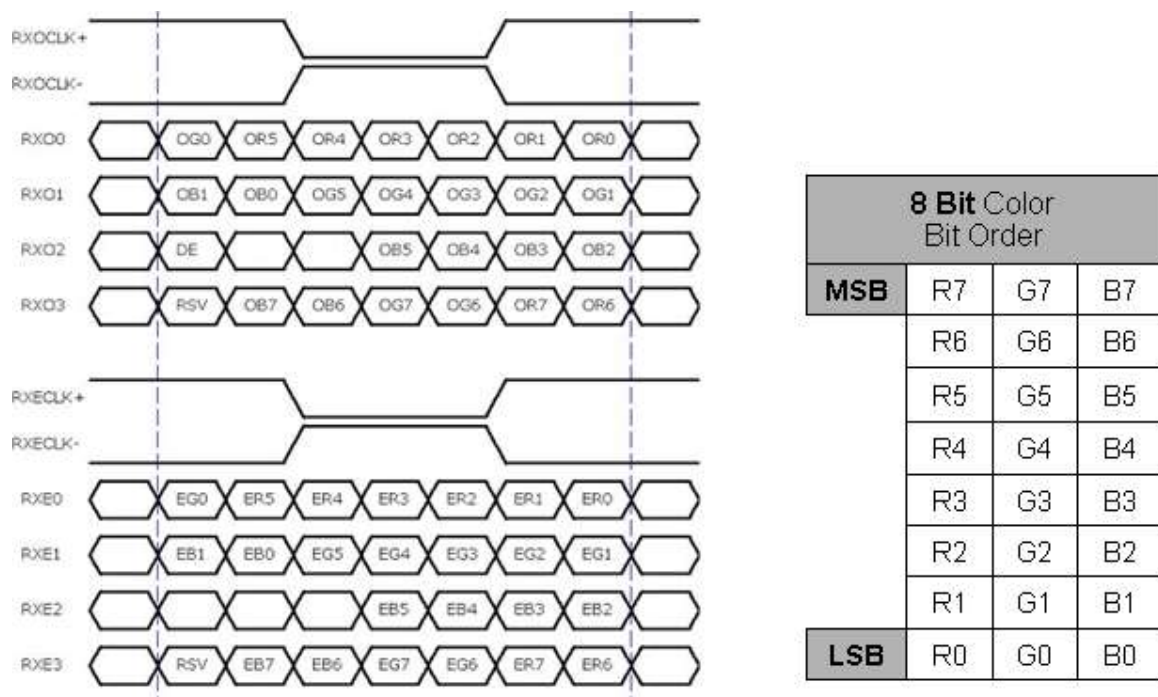 RXOCLK+
RXOCLK-
RXO0 OG0 OR5 OR4 OR3 OR2 OR1 OR0
RXO1 OB1 OB0 OG5 OG4 OG3 OG2 OG1
RXO2 DE OB5 OB4 OB3 OB2
RXO3 RSV OB7 OB6 OG7 OG6 OR7 OR6
RXECLK+
RXECLK-
RXE0 EG0 ER5 ER4 ER3 ER2 ER1 ER0
RXE1 EB1 EB0 EG5 EG4 EG3 EG2 EG1
RXE2 EB5 EB4 EB3 EB2
RXE3 RSV EB7 EB6 EG7 EG6 ER7 ER6
8 Bit Color
Bit Order
MSB R7 G7 B7
R6 G6 B6
R5 G5 B5
R4 G4 B4
R3 G3 B3
R2 G2 B2
R1 G1 B1
LSB R0 G0 B0